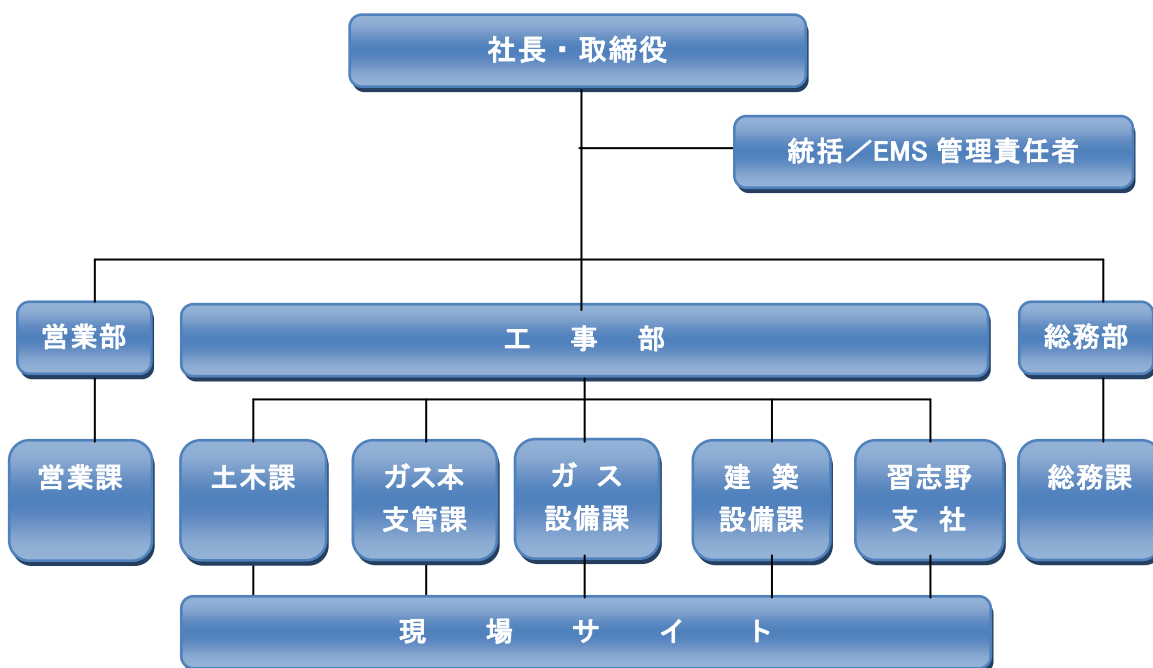 社長・取締役
統括／EMS 管理責任者
営業部
工 事 部
総務部
営業課
土木課
ガス本
支管課
ガ ス
設備課
建 築
設備課
習志野
支 社
総務課
現 場 サ イ ト